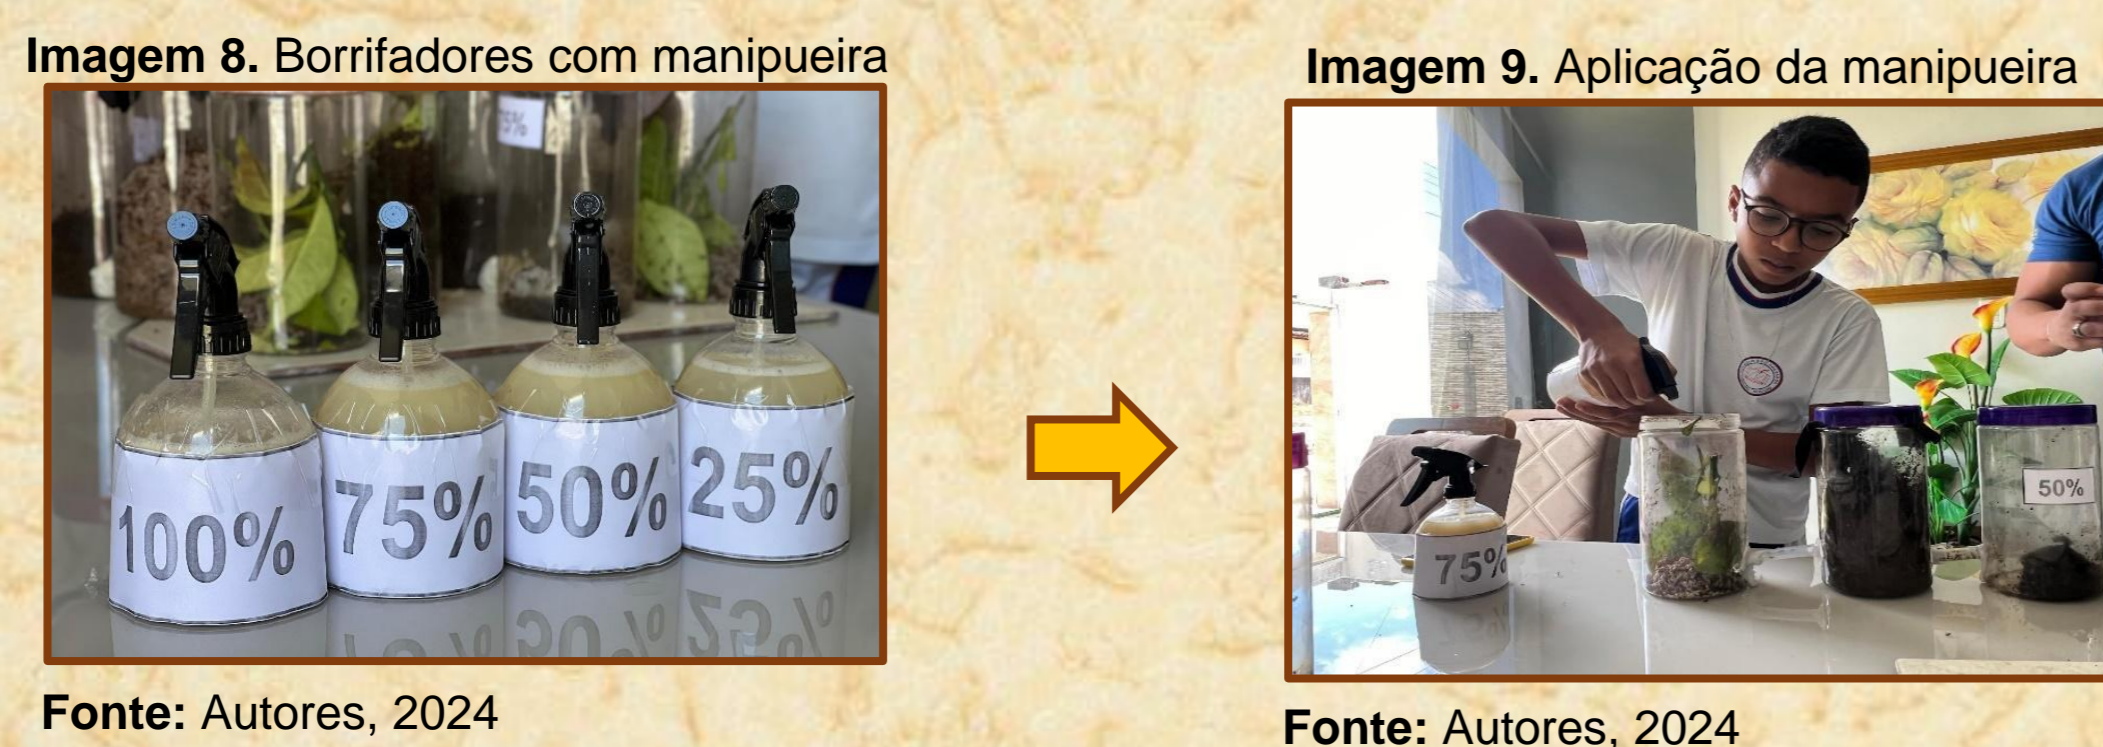 Imagem 8. Borrifadores com manipueira
Imagem 9. Aplicação da manipueira
100%
75%
50%
25%
75%
50%
Fonte: Autores, 2024
Fonte: Autores, 2024